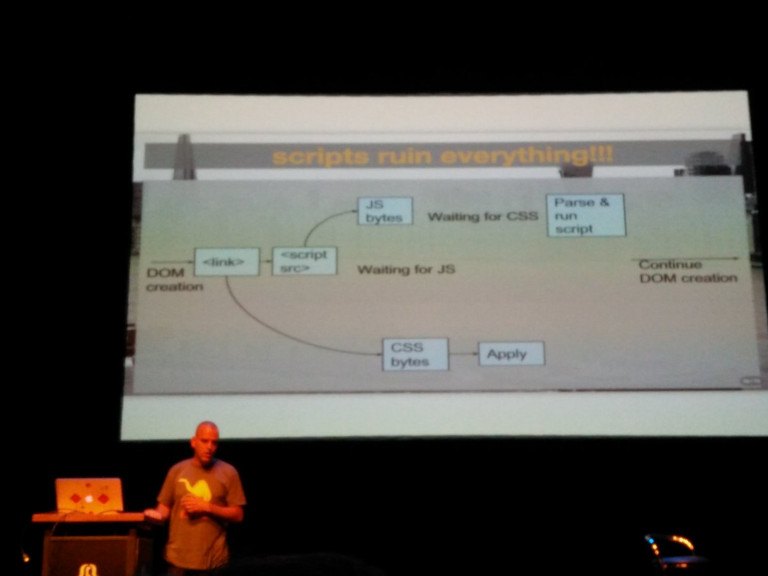 scripts ruin everything!!!
JS
bytes
Waiting for CSS
Parse &
run
script
DOM
creation
<link>
<script
src>
Waiting for JS
Continue
DOM creation
CSS
bytes
Apply